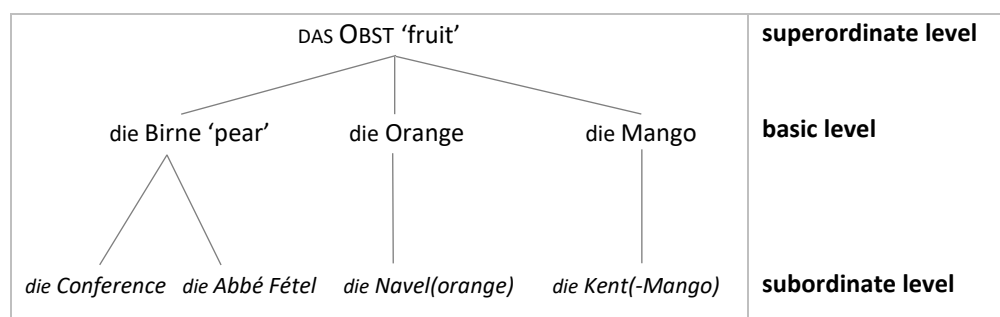 DAS OBST ‘fruit’ superordinate level
die Birne ‘pear’ die Orange die Mango basic level
die Conference die Abbé Fétel die Navel(orange) die Kent(-Mango) subordinate level